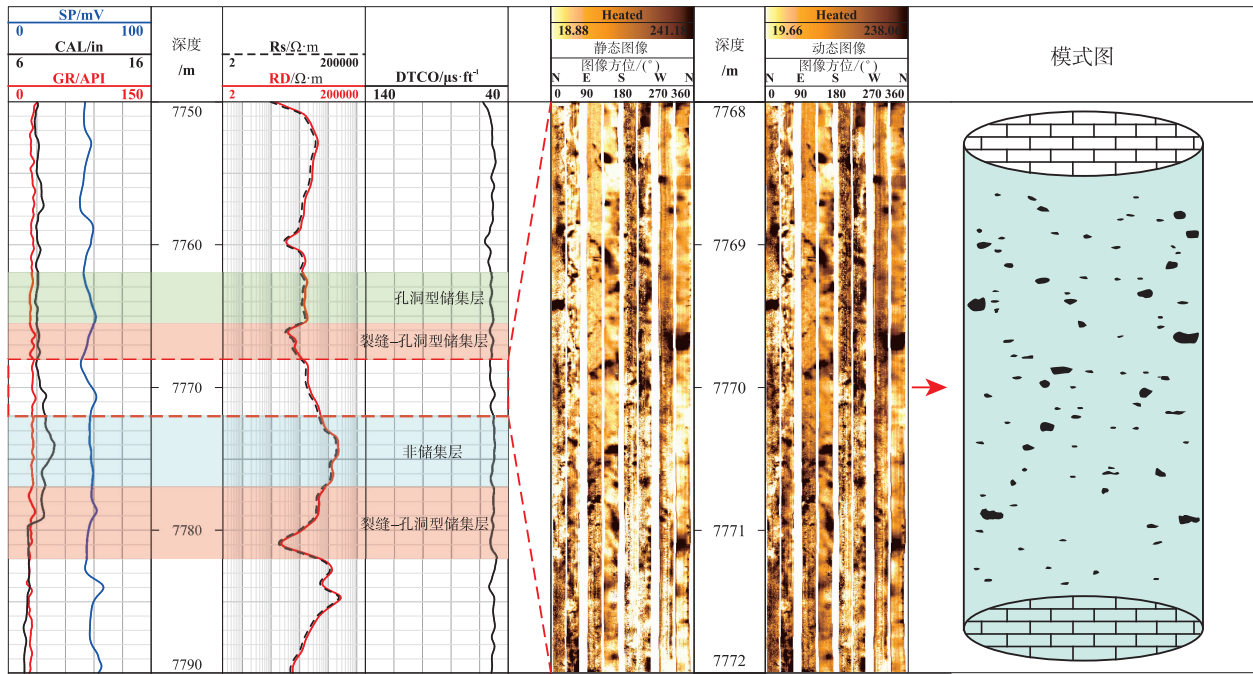 SP/mV
0 100
CAL/in
6 16
GR/API
0 150
深度
/m
Rs/Ω·m
2 200000
RD/Ω·m
2 200000
DTCO/μs·ft⁻¹
140 40
Heated
18.88 241.18
静态图像
图像方位/(°)
N E S W N
0 90 180 270 360
深度
/m
Heated
19.66 238.06
动态图像
图像方位/(°)
N E S W N
0 90 180 270 360
模式图
7750
7760
7770
7780
7790
孔洞型储集层
裂缝–孔洞型储集层
非储集层
裂缝–孔洞型储集层
7768
7769
7770
7771
7772